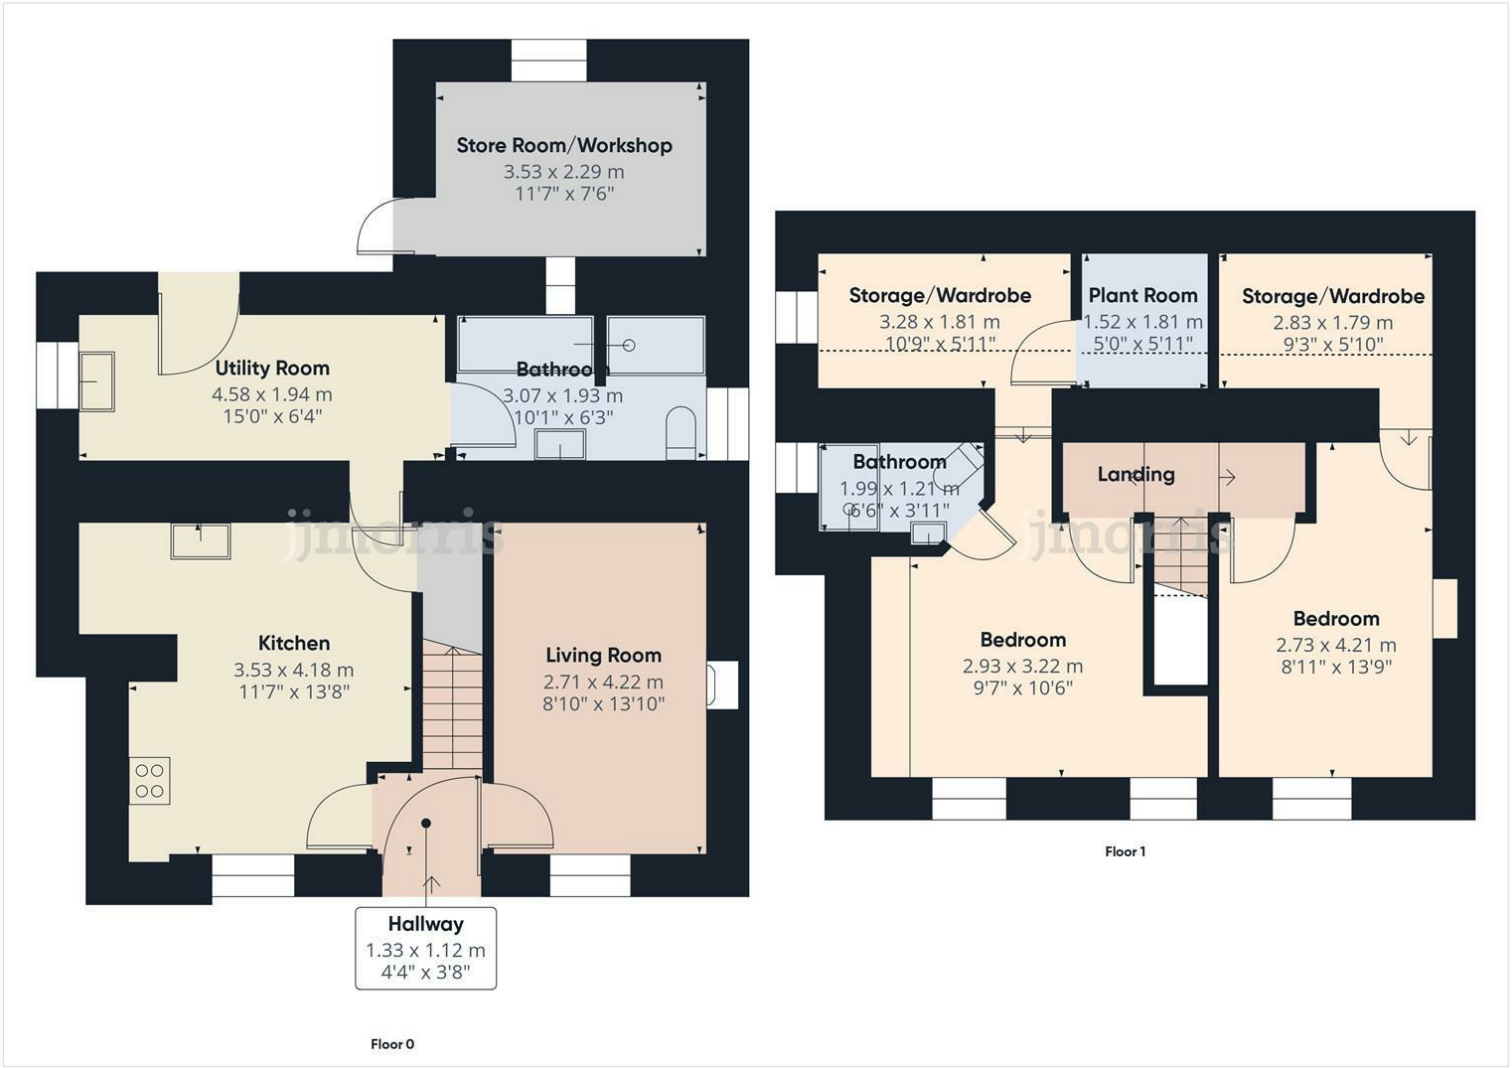 Store Room/Workshop
3.53 x 2.29 m
11'7" x 7'6"
Utility Room
4.58 x 1.94 m
15'0" x 6'4"
Bathroom
3.07 x 1.93 m
10'1" x 6'3"
jjmorris
Kitchen
3.53 x 4.18 m
11'7" x 13'8"
Living Room
2.71 x 4.22 m
8'10" x 13'10"
Hallway
1.33 x 1.12 m
4'4" x 3'8"
Floor 0
Storage/Wardrobe
3.28 x 1.81 m
10'9" x 5'11"
Plant Room
1.52 x 1.81 m
5'0" x 5'11"
Storage/Wardrobe
2.83 x 1.79 m
9'3" x 5'10"
Bathroom
1.99 x 1.21 m
6'6" x 3'11"
Landing
jjmorris
Bedroom
2.93 x 3.22 m
9'7" x 10'6"
Bedroom
2.73 x 4.21 m
8'11" x 13'9"
Floor 1